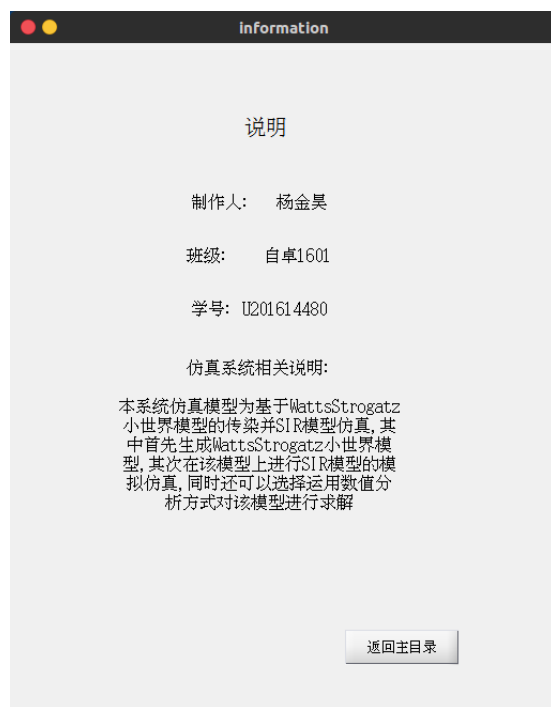 information
说明
制作人: 杨金昊
班级: 自卓1601
学号: U201614480
仿真系统相关说明:
本系统仿真模型为基于WattsStrogatz
小世界模型的传染并SIR模型仿真,其
中首先生成WattsStrogatz小世界模
型,其次在该模型上进行SIR模型的模
拟仿真,同时还可以选择运用数值分
析方式对该模型进行求解
返回主目录